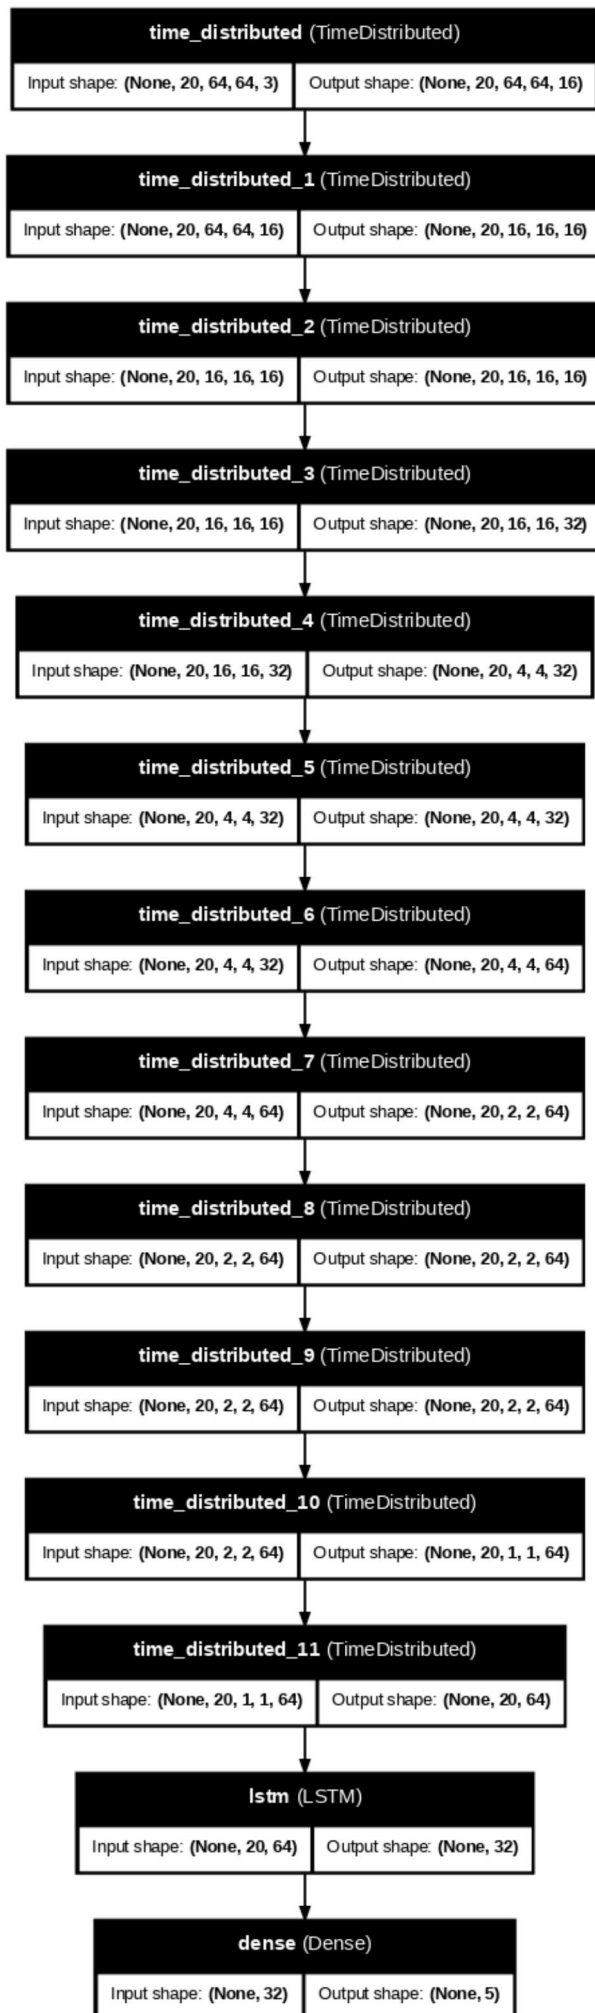 time_distributed (TimeDistributed)
Input shape: (None, 20, 64, 64, 3) Output shape: (None, 20, 64, 64, 16)
time_distributed_1 (TimeDistributed)
Input shape: (None, 20, 64, 64, 16) Output shape: (None, 20, 16, 16, 16)
time_distributed_2 (TimeDistributed)
Input shape: (None, 20, 16, 16, 16) Output shape: (None, 20, 16, 16, 16)
time_distributed_3 (TimeDistributed)
Input shape: (None, 20, 16, 16, 16) Output shape: (None, 20, 16, 16, 32)
time_distributed_4 (TimeDistributed)
Input shape: (None, 20, 16, 16, 32) Output shape: (None, 20, 4, 4, 32)
time_distributed_5 (TimeDistributed)
Input shape: (None, 20, 4, 4, 32) Output shape: (None, 20, 4, 4, 32)
time_distributed_6 (TimeDistributed)
Input shape: (None, 20, 4, 4, 32) Output shape: (None, 20, 4, 4, 64)
time_distributed_7 (TimeDistributed)
Input shape: (None, 20, 4, 4, 64) Output shape: (None, 20, 2, 2, 64)
time_distributed_8 (TimeDistributed)
Input shape: (None, 20, 2, 2, 64) Output shape: (None, 20, 2, 2, 64)
time_distributed_9 (TimeDistributed)
Input shape: (None, 20, 2, 2, 64) Output shape: (None, 20, 2, 2, 64)
time_distributed_10 (TimeDistributed)
Input shape: (None, 20, 2, 2, 64) Output shape: (None, 20, 1, 1, 64)
time_distributed_11 (TimeDistributed)
Input shape: (None, 20, 1, 1, 64) Output shape: (None, 20, 64)
lstm (LSTM)
Input shape: (None, 20, 64) Output shape: (None, 32)
dense (Dense)
Input shape: (None, 32) Output shape: (None, 5)